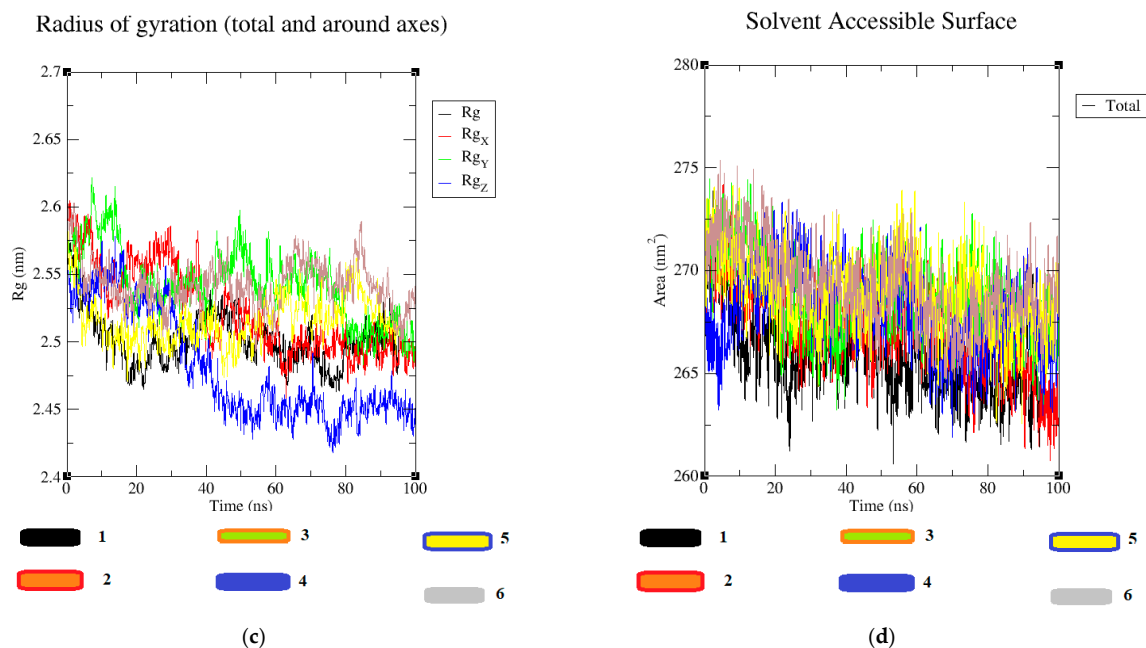 Radius of gyration (total and around axes)
2.7
2.65
2.6
2.55
2.5
2.45
2.4
Rg (nm)
0 20 40 60 80 100
Time (ns)
Rg
RgX
RgY
RgZ
1
2
3
4
5
6
(c)
Solvent Accessible Surface
280
275
270
265
260
Area (nm²)
0 20 40 60 80 100
Time (ns)
Total
1
2
3
4
5
6
(d)